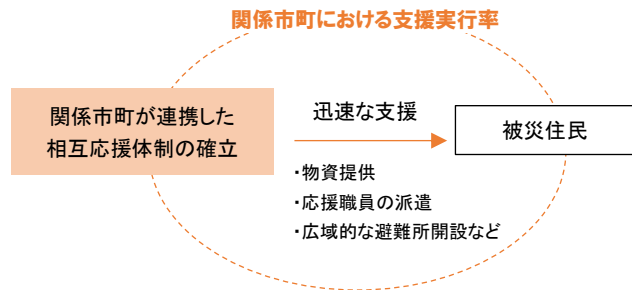 関係市町における支援実行率
関係市町が連携した
相互応援体制の確立
迅速な支援
被災住民
・物資提供
・応援職員の派遣
・広域的な避難所開設など